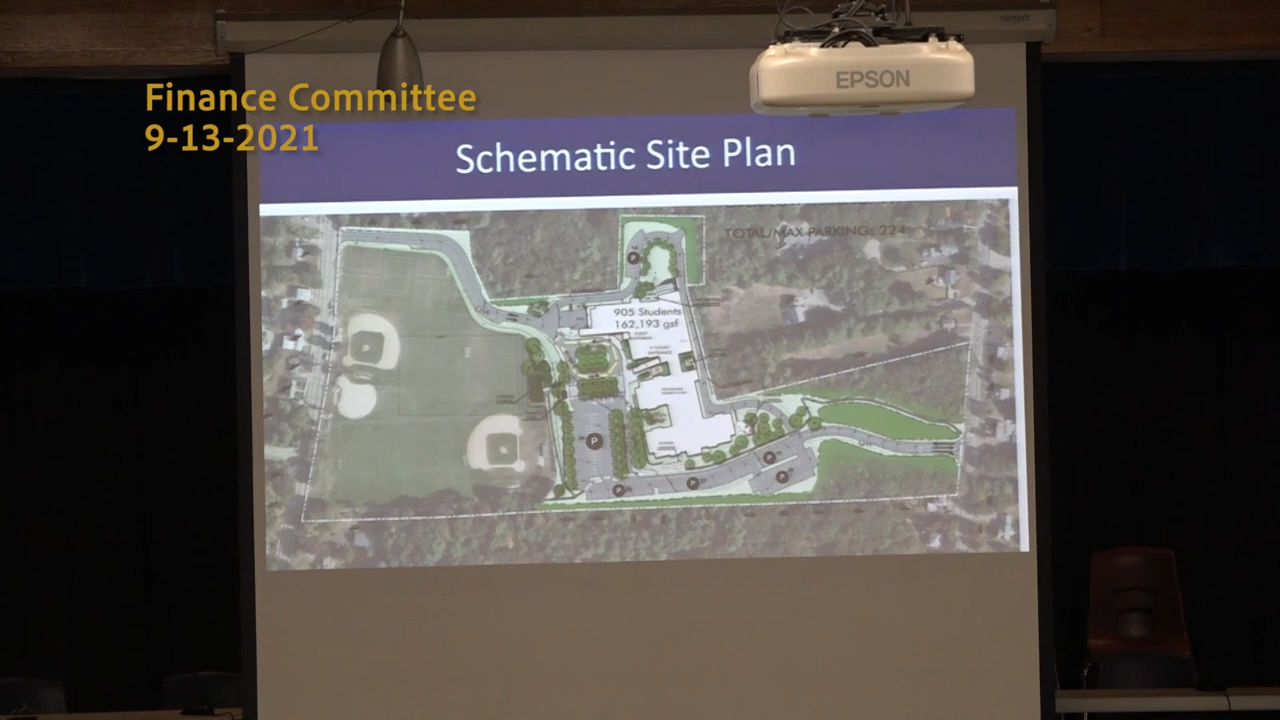 Finance Committee
9-13-2021
EPSON
Schematic Site Plan
TOTAL/MAX PARKING: 224
P
905 Students
162,193 gsf
P
P
P
P
P